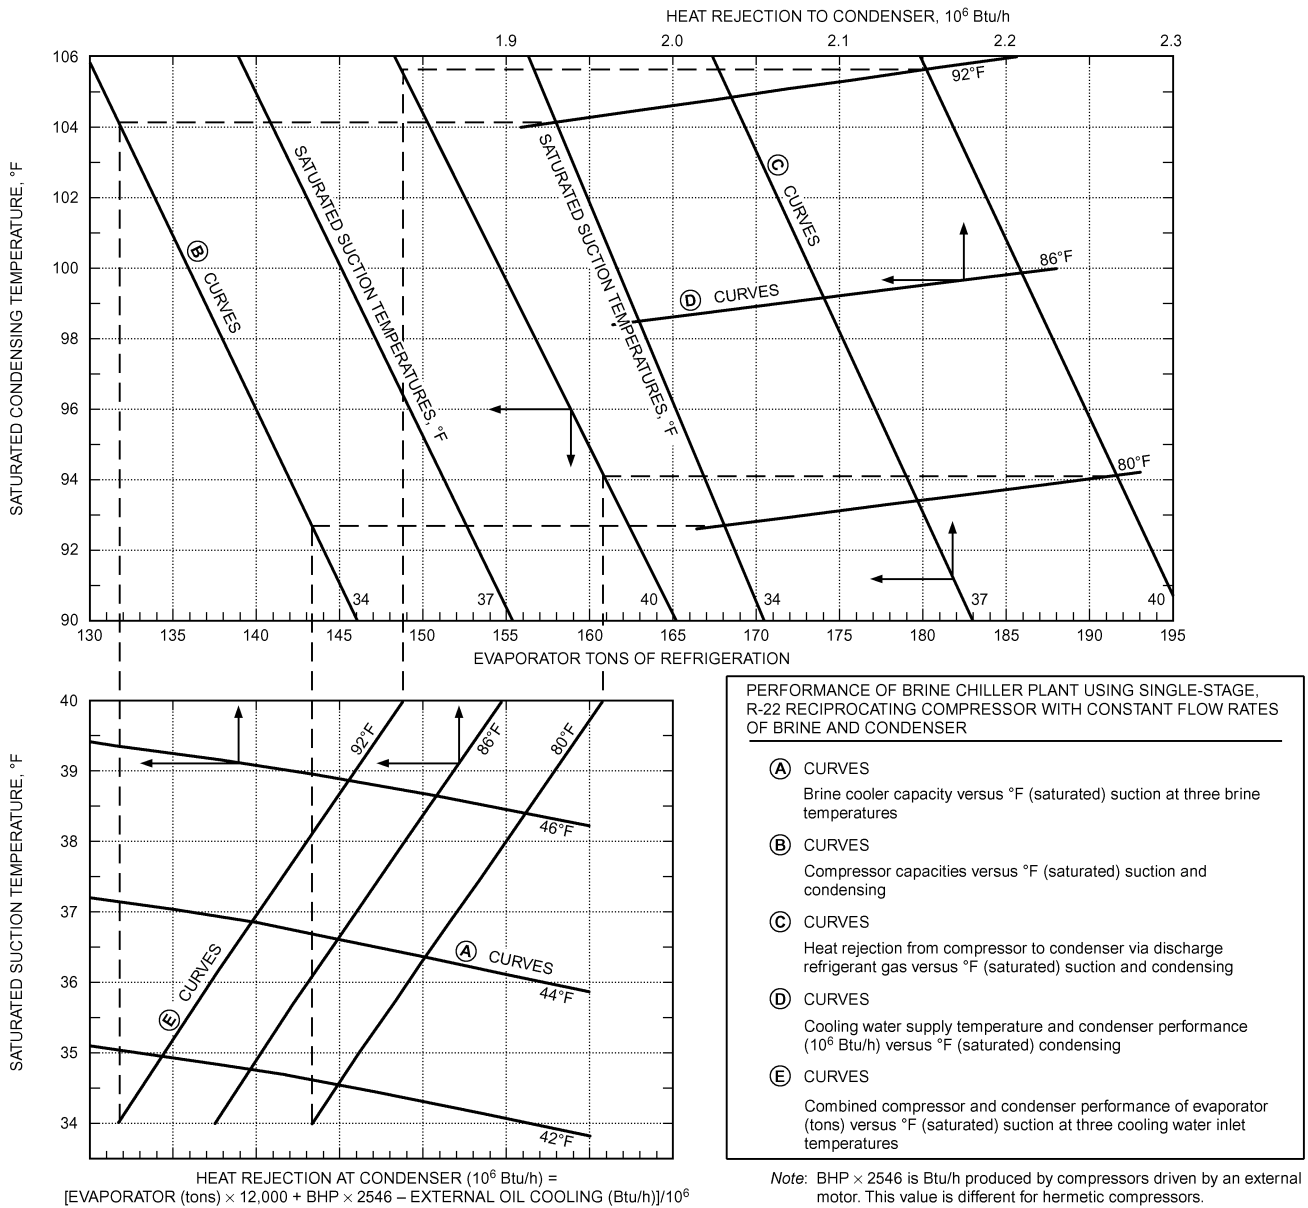 HEAT REJECTION TO CONDENSER, 10⁶ Btu/h
1.9 2.0 2.1 2.2 2.3
106
104
102
100
98
96
94
92
90
SATURATED CONDENSING TEMPERATURE, °F
B CURVES
SATURATED SUCTION TEMPERATURES, °F
SATURATED SUCTION TEMPERATURES, °F
C CURVES
D CURVES
92°F
86°F
80°F
34 37 40 34 37 40
130 135 140 145 150 155 160 165 170 175 180 185 190 195
EVAPORATOR TONS OF REFRIGERATION
40
39
38
37
36
35
34
SATURATED SUCTION TEMPERATURE, °F
92°F 86°F 80°F
46°F
A CURVES
44°F
E CURVES
42°F
HEAT REJECTION AT CONDENSER (10⁶ Btu/h) =
[EVAPORATOR (tons) × 12,000 + BHP × 2546 – EXTERNAL OIL COOLING (Btu/h)]/10⁶
PERFORMANCE OF BRINE CHILLER PLANT USING SINGLE-STAGE,
R-22 RECIPROCATING COMPRESSOR WITH CONSTANT FLOW RATES
OF BRINE AND CONDENSER
A CURVES
Brine cooler capacity versus °F (saturated) suction at three brine
temperatures
B CURVES
Compressor capacities versus °F (saturated) suction and
condensing
C CURVES
Heat rejection from compressor to condenser via discharge
refrigerant gas versus °F (saturated) suction and condensing
D CURVES
Cooling water supply temperature and condenser performance
(10⁶ Btu/h) versus °F (saturated) condensing
E CURVES
Combined compressor and condenser performance of evaporator
(tons) versus °F (saturated) suction at three cooling water inlet
temperatures
Note: BHP × 2546 is Btu/h produced by compressors driven by an external
motor. This value is different for hermetic compressors.